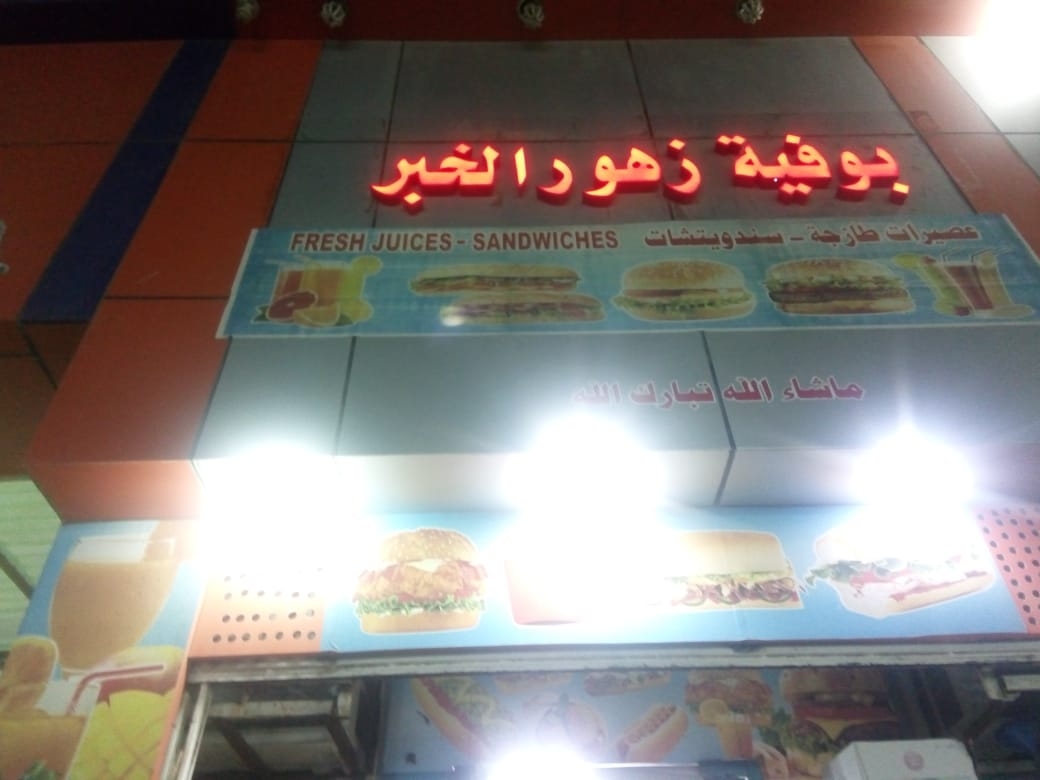 بوفية زهور الخبر
عصيرات طازجة - سندويتشات FRESH JUICES - SANDWICHES
ماشاء الله تبارك الله